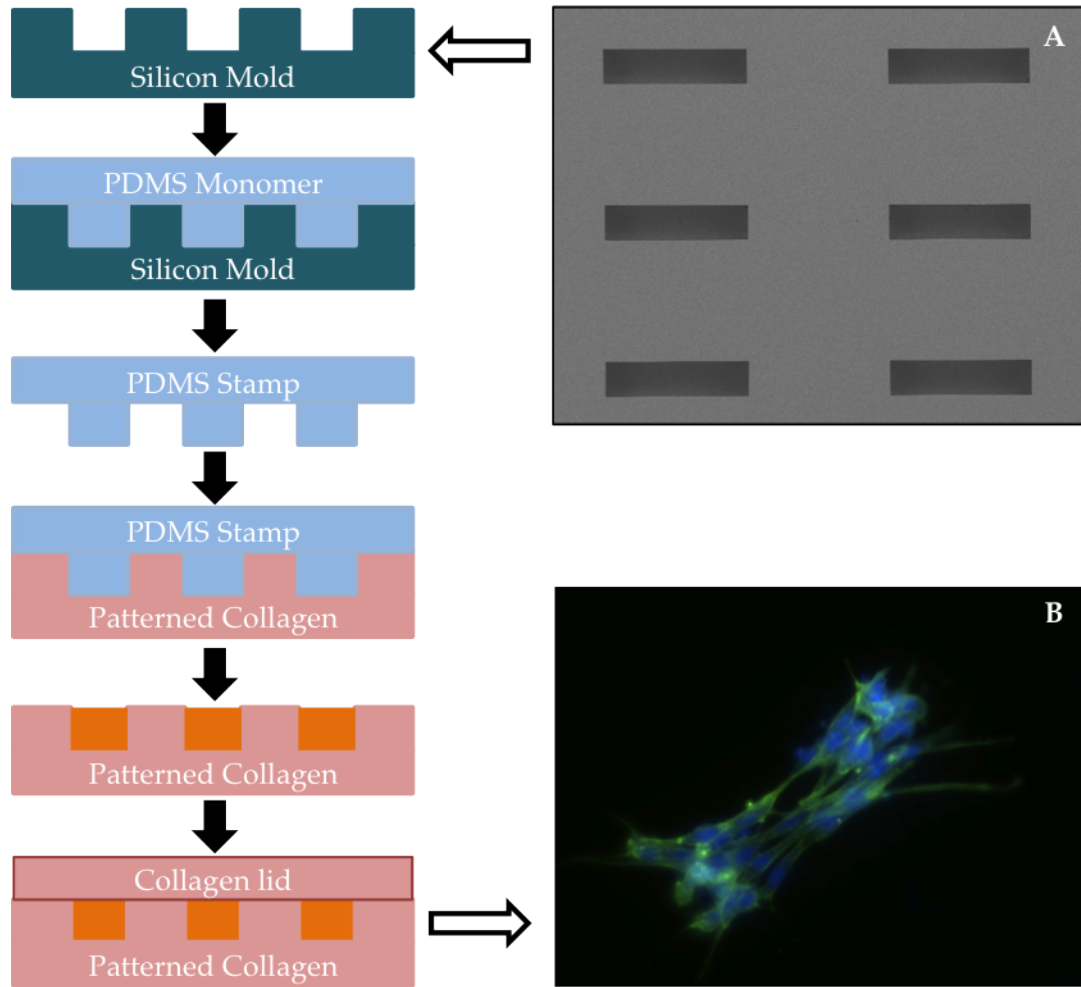 Silicon Mold
PDMS Monomer
Silicon Mold
PDMS Stamp
PDMS Stamp
Patterned Collagen
Patterned Collagen
Collagen lid
Patterned Collagen
A
B